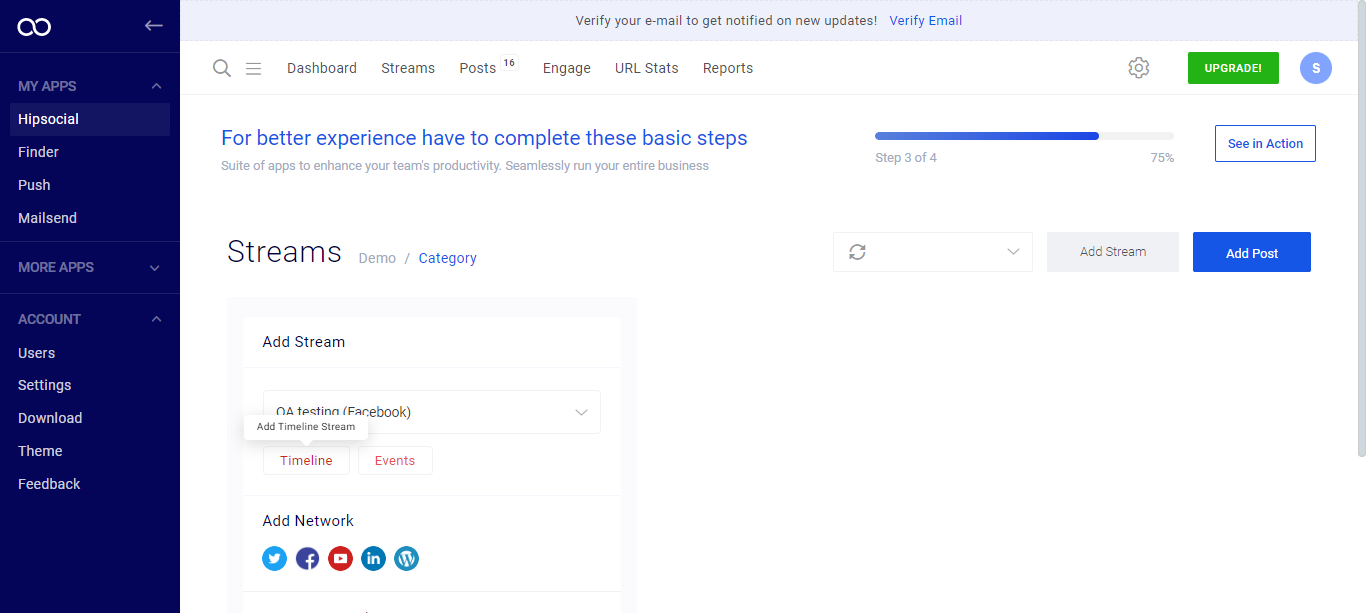 Verify your e-mail to get notified on new updates! Verify Email
MY APPS
Hipsocial
Finder
Push
Mailsend
MORE APPS
ACCOUNT
Users
Settings
Download
Theme
Feedback
Dashboard Streams Posts 16 Engage URL Stats Reports UPGRADE! S
For better experience have to complete these basic steps
Suite of apps to enhance your team's productivity. Seamlessly run your entire business
Step 3 of 4 75%
See in Action
Streams Demo / Category
Add Stream Add Post
Add Stream
QA testing (Facebook)
Add Timeline Stream
Timeline Events
Add Network